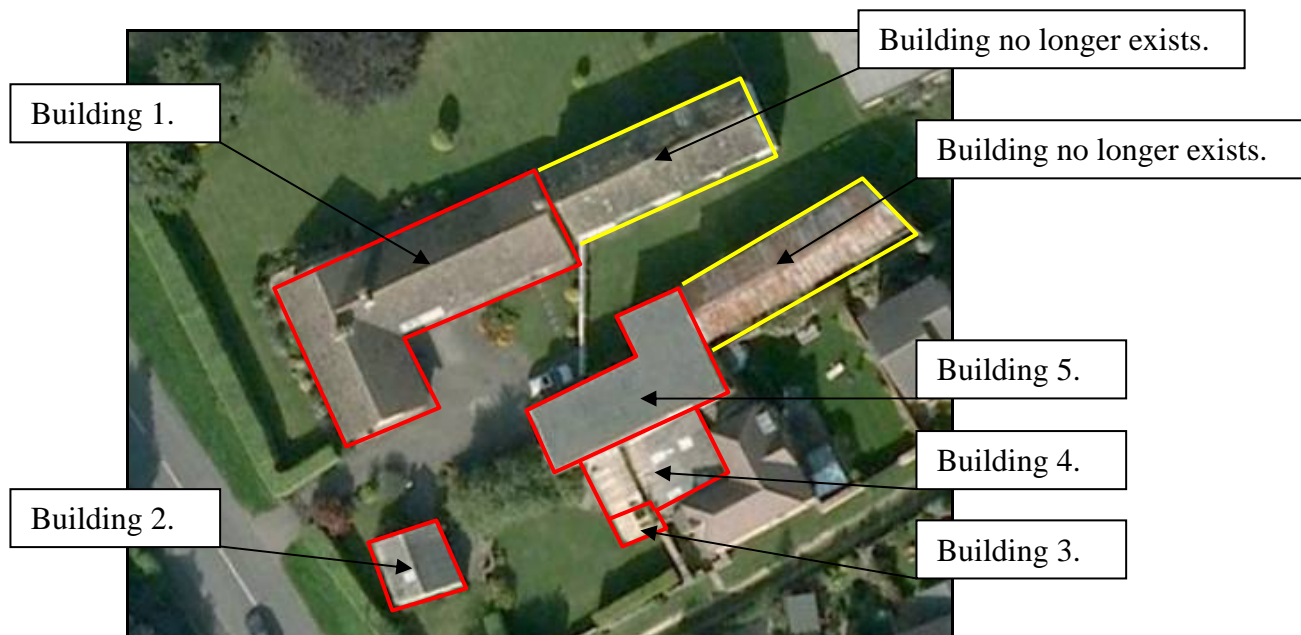 Building no longer exists.
Building 1.
Building no longer exists.
Building 5.
Building 4.
Building 2.
Building 3.